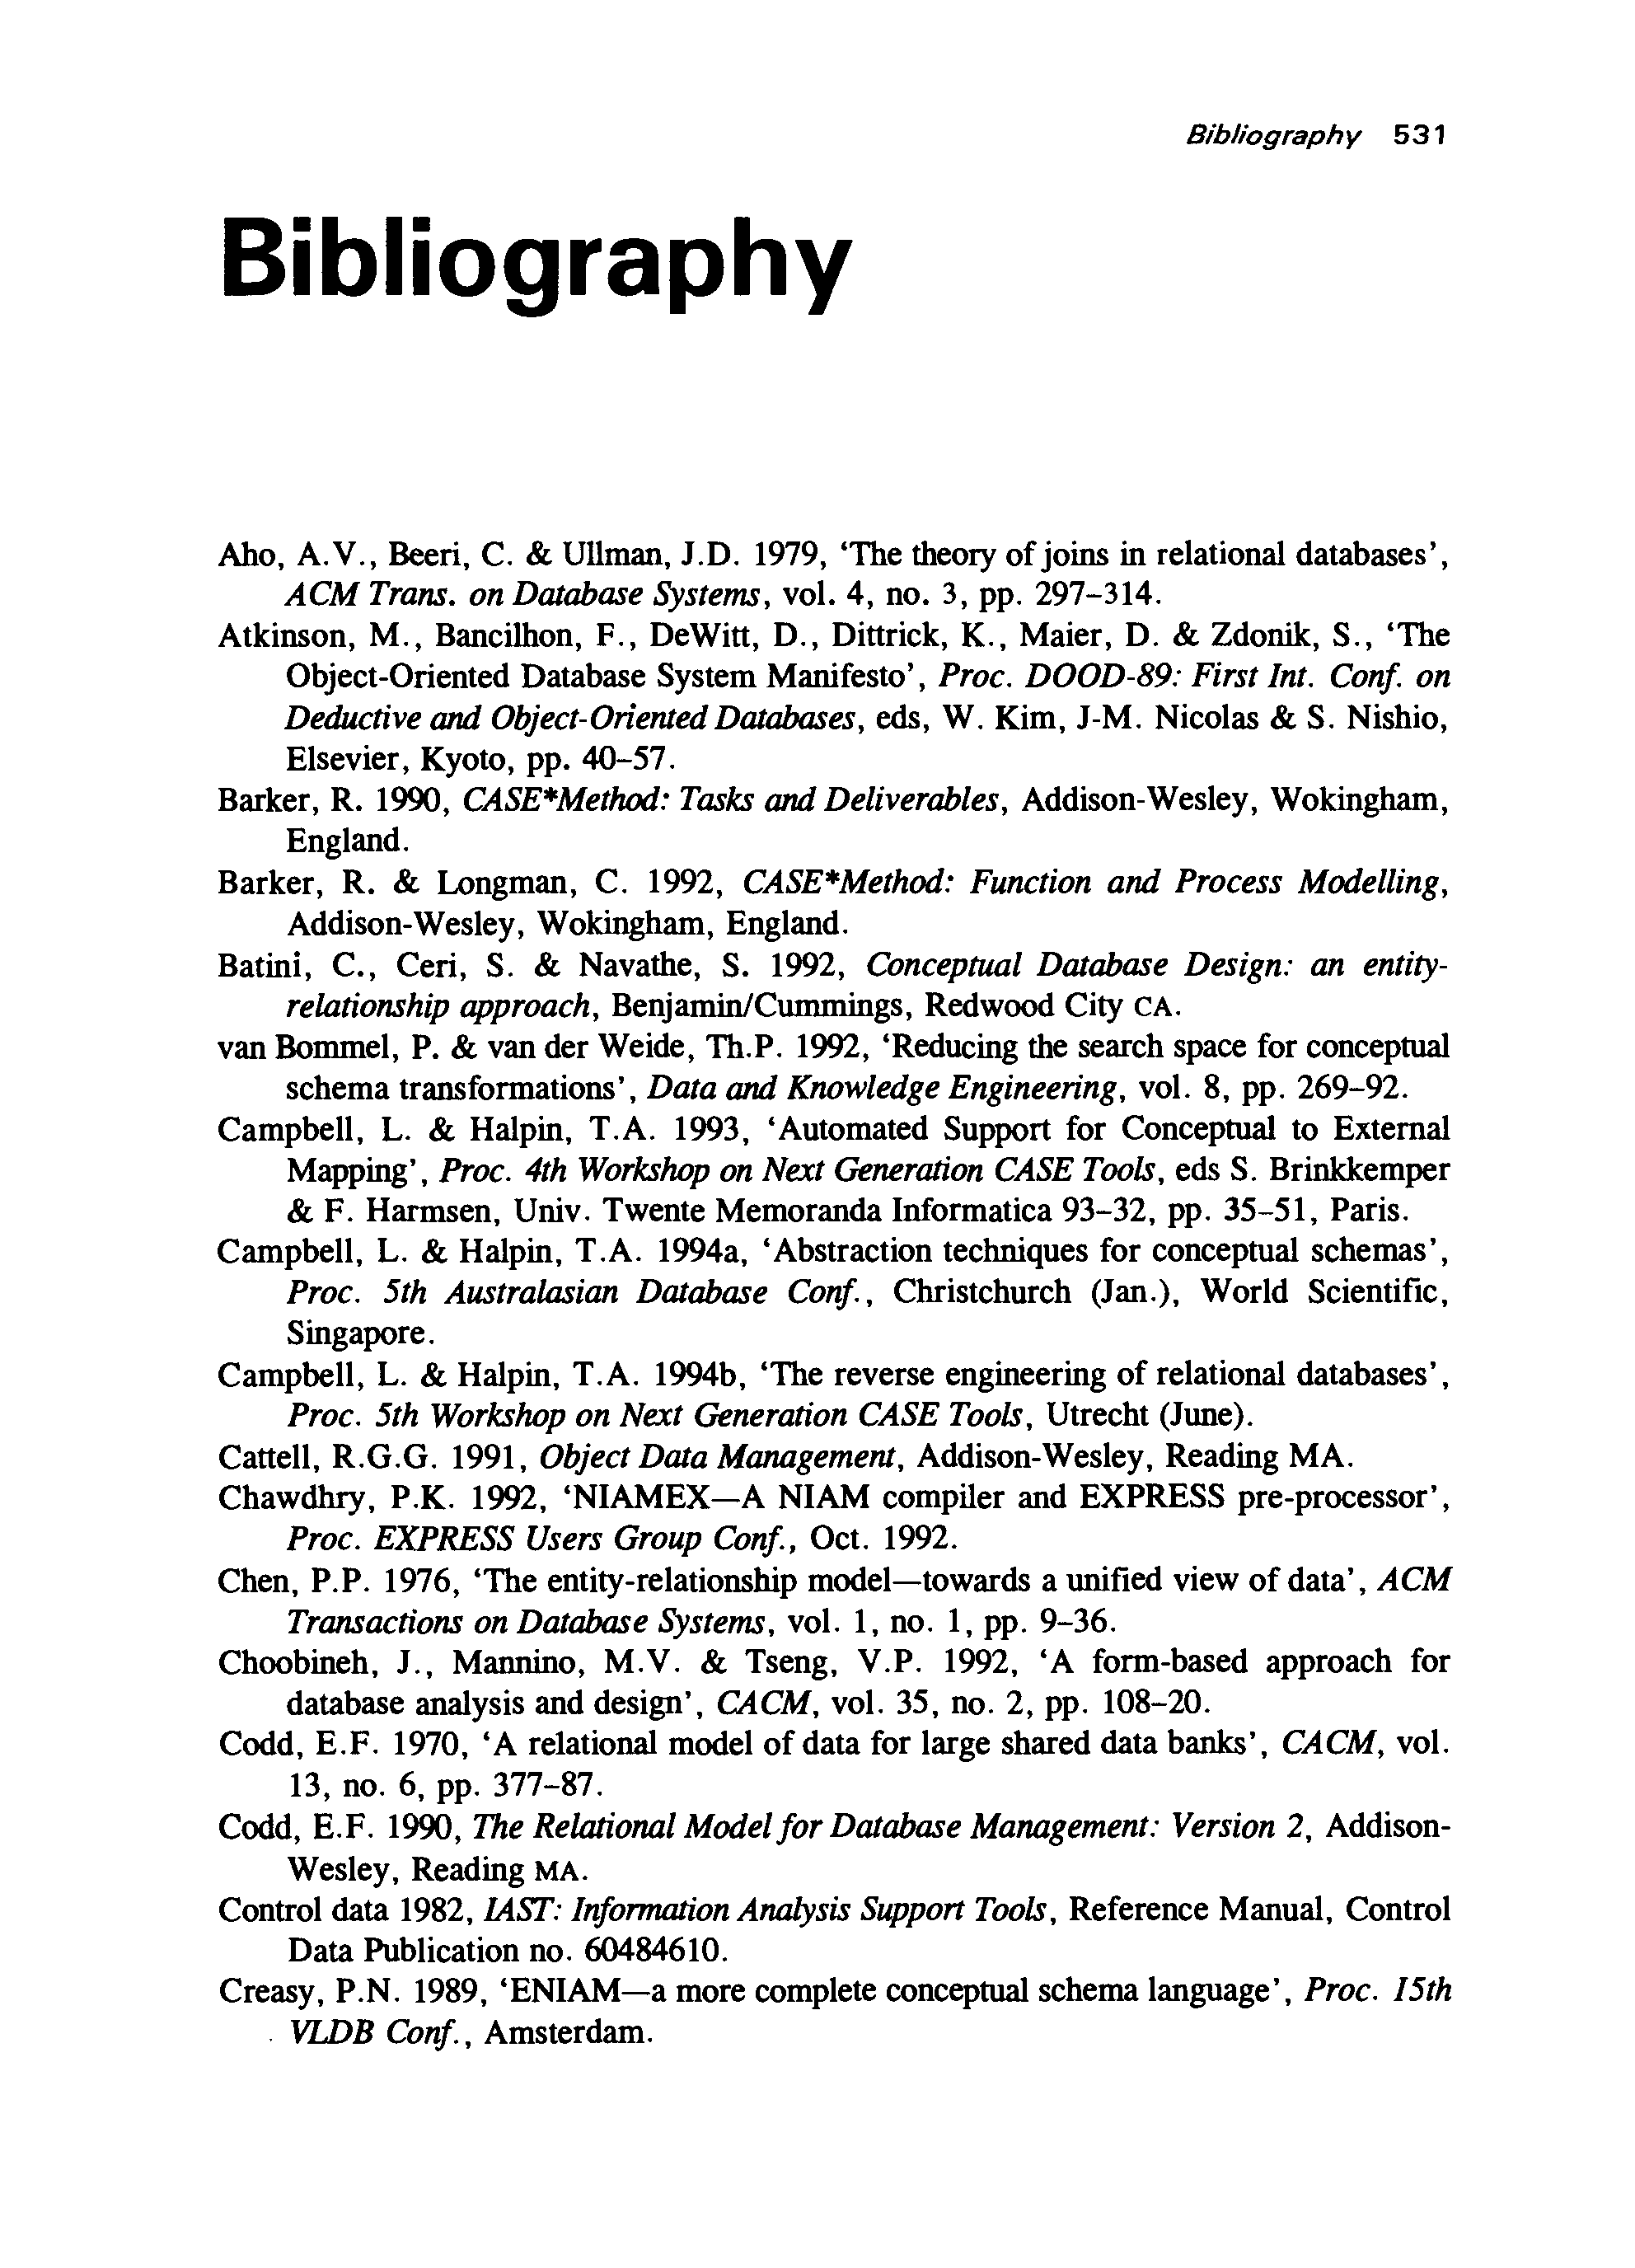 Bibliography 531
Bibliography
Aho, A.V., Beeri, C. & Ullman, J.D. 1979, ‘The theory of joins in relational databases’,
ACM Trans. on Database Systems, vol. 4, no. 3, pp. 297–314.
Atkinson, M., Bancilhon, F., DeWitt, D., Dittrick, K., Maier, D. & Zdonik, S., ‘The
Object-Oriented Database System Manifesto’, Proc. DOOD-89: First Int. Conf. on
Deductive and Object-Oriented Databases, eds, W. Kim, J-M. Nicolas & S. Nishio,
Elsevier, Kyoto, pp. 40–57.
Barker, R. 1990, CASE*Method: Tasks and Deliverables, Addison-Wesley, Wokingham,
England.
Barker, R. & Longman, C. 1992, CASE*Method: Function and Process Modelling,
Addison-Wesley, Wokingham, England.
Batini, C., Ceri, S. & Navathe, S. 1992, Conceptual Database Design: an entity-
relationship approach, Benjamin/Cummings, Redwood City CA.
van Bommel, P. & van der Weide, Th.P. 1992, ‘Reducing the search space for conceptual
schema transformations’, Data and Knowledge Engineering, vol. 8, pp. 269–92.
Campbell, L. & Halpin, T.A. 1993, ‘Automated Support for Conceptual to External
Mapping’, Proc. 4th Workshop on Next Generation CASE Tools, eds S. Brinkkemper
& F. Harmsen, Univ. Twente Memoranda Informatica 93–32, pp. 35–51, Paris.
Campbell, L. & Halpin, T.A. 1994a, ‘Abstraction techniques for conceptual schemas’,
Proc. 5th Australasian Database Conf., Christchurch (Jan.), World Scientific,
Singapore.
Campbell, L. & Halpin, T.A. 1994b, ‘The reverse engineering of relational databases’,
Proc. 5th Workshop on Next Generation CASE Tools, Utrecht (June).
Cattell, R.G.G. 1991, Object Data Management, Addison-Wesley, Reading MA.
Chawdhry, P.K. 1992, ‘NIAMEX—A NIAM compiler and EXPRESS pre-processor’,
Proc. EXPRESS Users Group Conf., Oct. 1992.
Chen, P.P. 1976, ‘The entity-relationship model—towards a unified view of data’, ACM
Transactions on Database Systems, vol. 1, no. 1, pp. 9–36.
Choobineh, J., Mannino, M.V. & Tseng, V.P. 1992, ‘A form-based approach for
database analysis and design’, CACM, vol. 35, no. 2, pp. 108–20.
Codd, E.F. 1970, ‘A relational model of data for large shared data banks’, CACM, vol.
13, no. 6, pp. 377–87.
Codd, E.F. 1990, The Relational Model for Database Management: Version 2, Addison-
Wesley, Reading MA.
Control data 1982, IAST: Information Analysis Support Tools, Reference Manual, Control
Data Publication no. 60484610.
Creasy, P.N. 1989, ‘ENIAM—a more complete conceptual schema language’, Proc. 15th
VLDB Conf., Amsterdam.